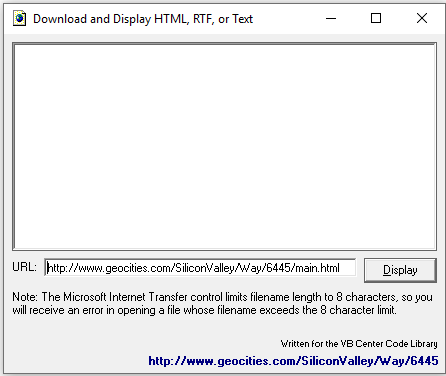 Download and Display HTML, RTF, or Text
URL: http://www.geocities.com/SiliconValley/Way/6445/main.html Display
Note: The Microsoft Internet Transfer control limits filename length to 8 characters, so you
will receive an error in opening a file whose filename exceeds the 8 character limit.
Written for the VB Center Code Library
http://www.geocities.com/SiliconValley/Way/6445